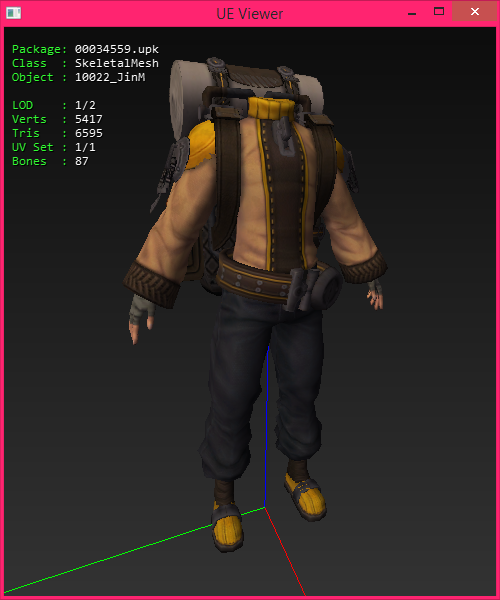 UE Viewer
Package: 00034559.upk
Class : SkeletalMesh
Object : 10022_JinM
LOD : 1/2
Verts : 5417
Tris : 6595
UV Set : 1/1
Bones : 87